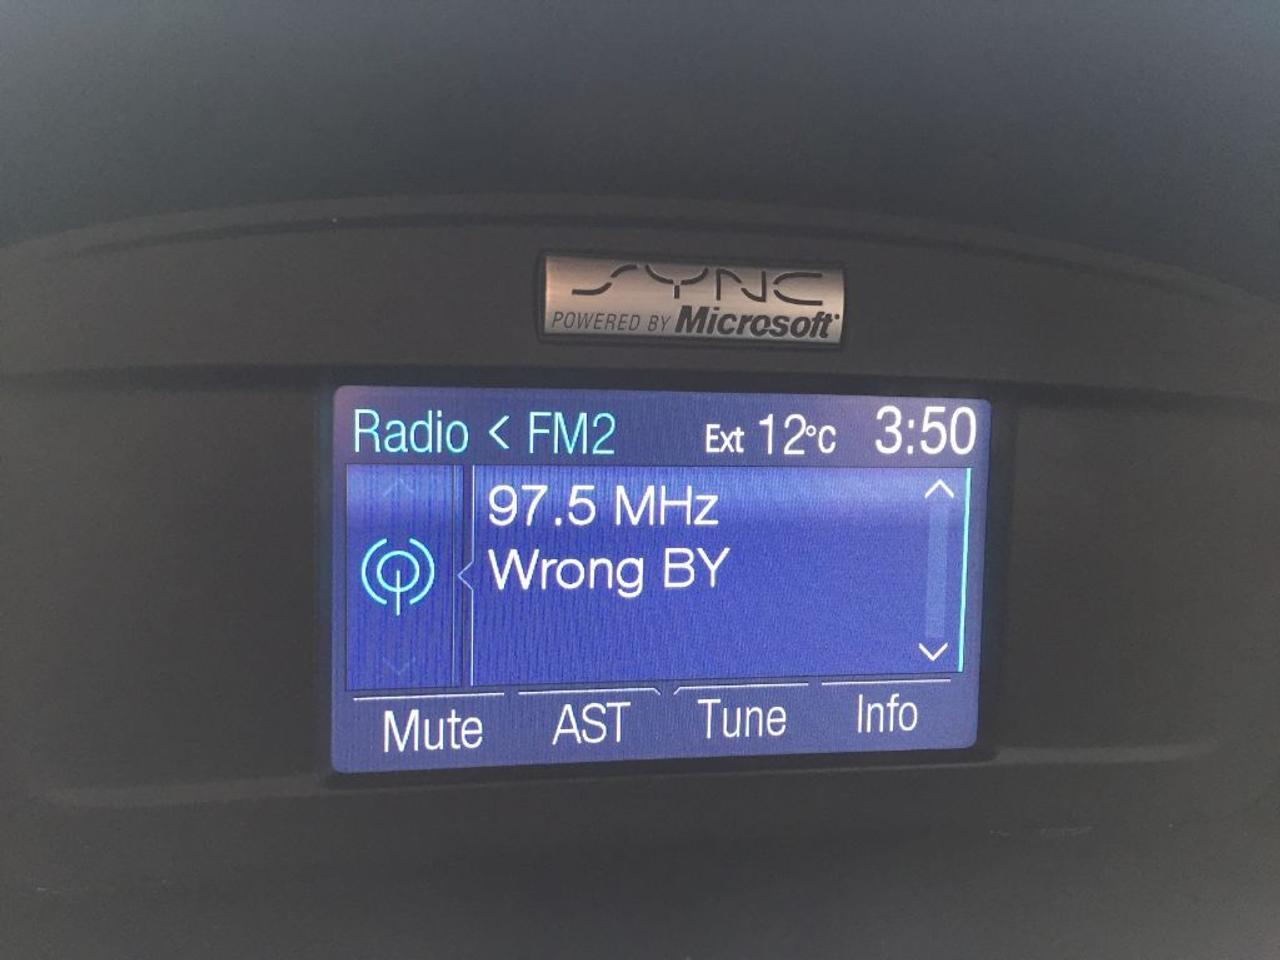 SYNC
POWERED BY Microsoft
Radio < FM2 Ext 12°C 3:50
97.5 MHz
Wrong BY
Mute AST Tune Info